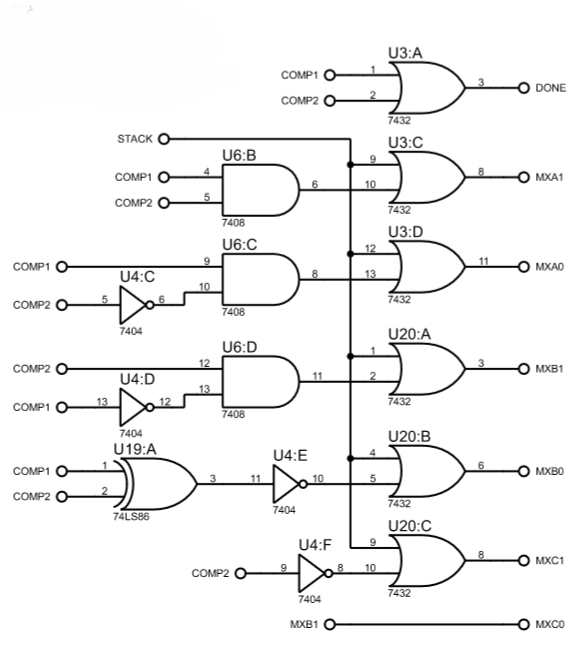 U3:A
COMP1 1
3 DONE
COMP2 2
7432
STACK
U6:B U3:C
9
COMP1 4
6 10 8 MXA1
COMP2 5
7408 7432
U6:C U3:D
12
COMP1 9
8 13 11 MXA0
U4:C
10
COMP2 5 6
7404 7408 7432
U6:D U20:A
1
COMP2 12
11 2 3 MXB1
U4:D
13
COMP1 13 12
7404 7408 7432
U19:A U4:E U20:B
4
COMP1 1
3 11 10 5 6 MXB0
COMP2 2
74LS86 7404 7432
U4:F U20:C
9
8 MXC1
COMP2 9 8 10
7404 7432
MXB1 MXC0